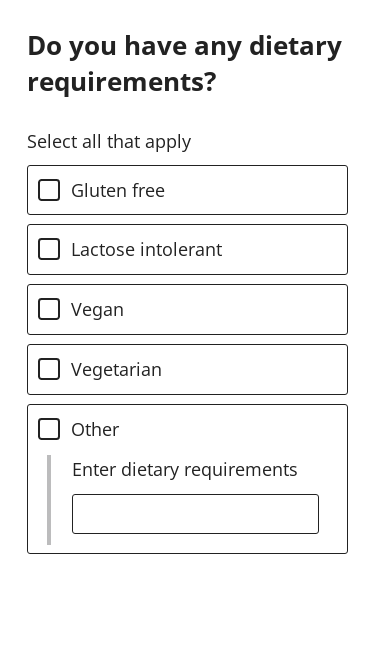 Do you have any dietary
requirements?
Select all that apply
Gluten free
Lactose intolerant
Vegan
Vegetarian
Other
Enter dietary requirements